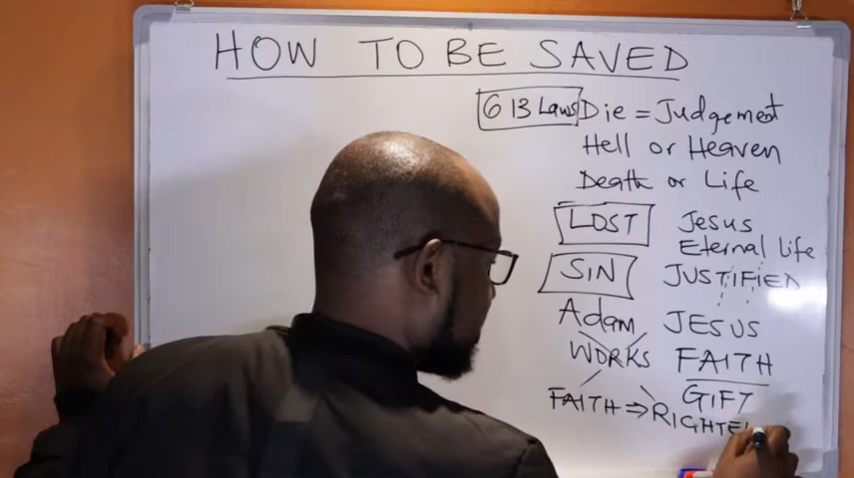 HOW TO BE SAVED
613 Laws Die = Judgement
Hell or Heaven
Death or Life
LOST Jesus
Eternal life
SIN JUSTIFIED
Adam JESUS
WORKS FAITH
GIFT
FAITH ⇒ RIGHTE